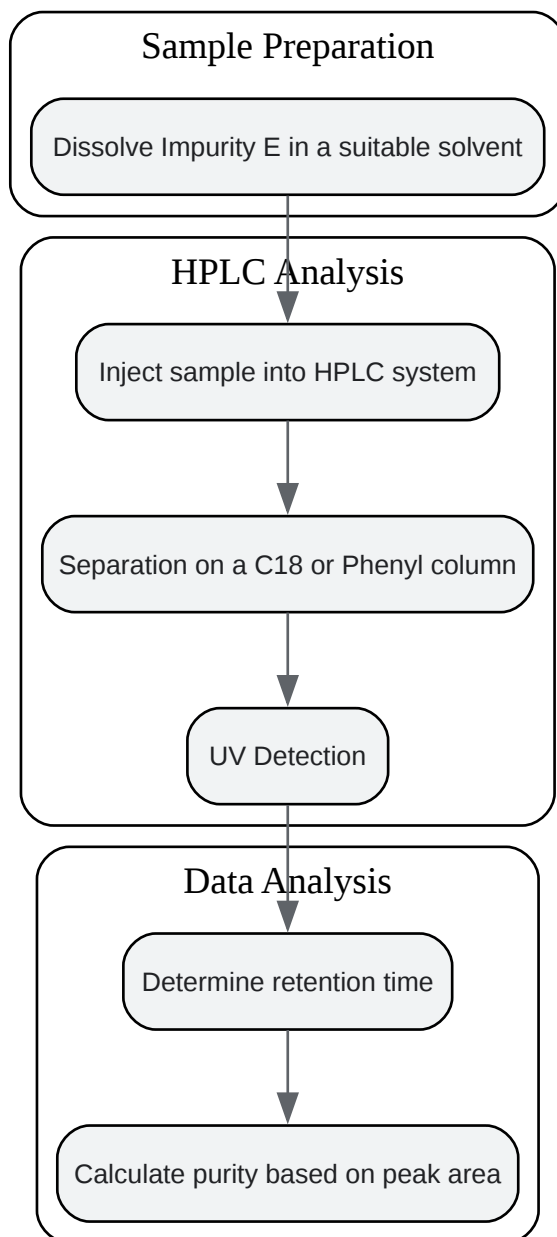 Sample Preparation
Dissolve Impurity E in a suitable solvent
HPLC Analysis
Inject sample into HPLC system
Separation on a C18 or Phenyl column
UV Detection
Data Analysis
Determine retention time
Calculate purity based on peak area